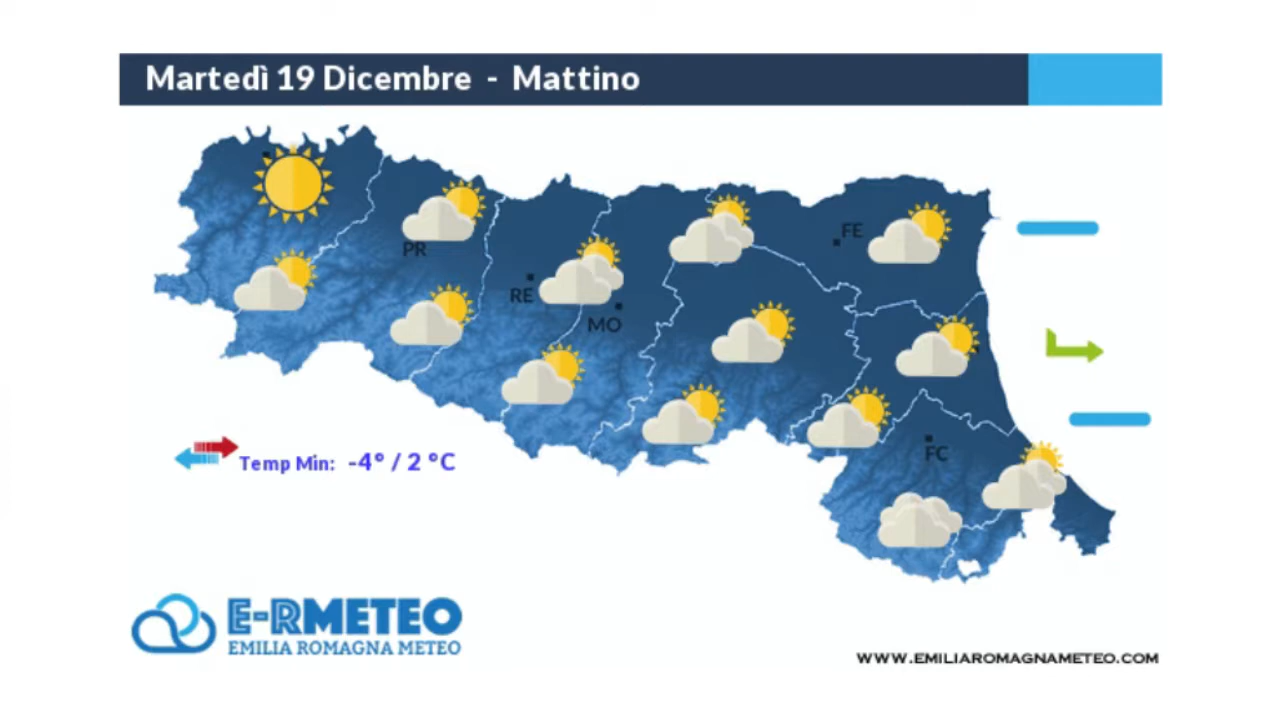 Martedì 19 Dicembre - Mattino
FE
PR
RE
MO
FC
Temp Min: -4° / 2 °C
E-RMETEO
EMILIA ROMAGNA METEO
WWW.EMILIAROMAGNAMETEO.COM